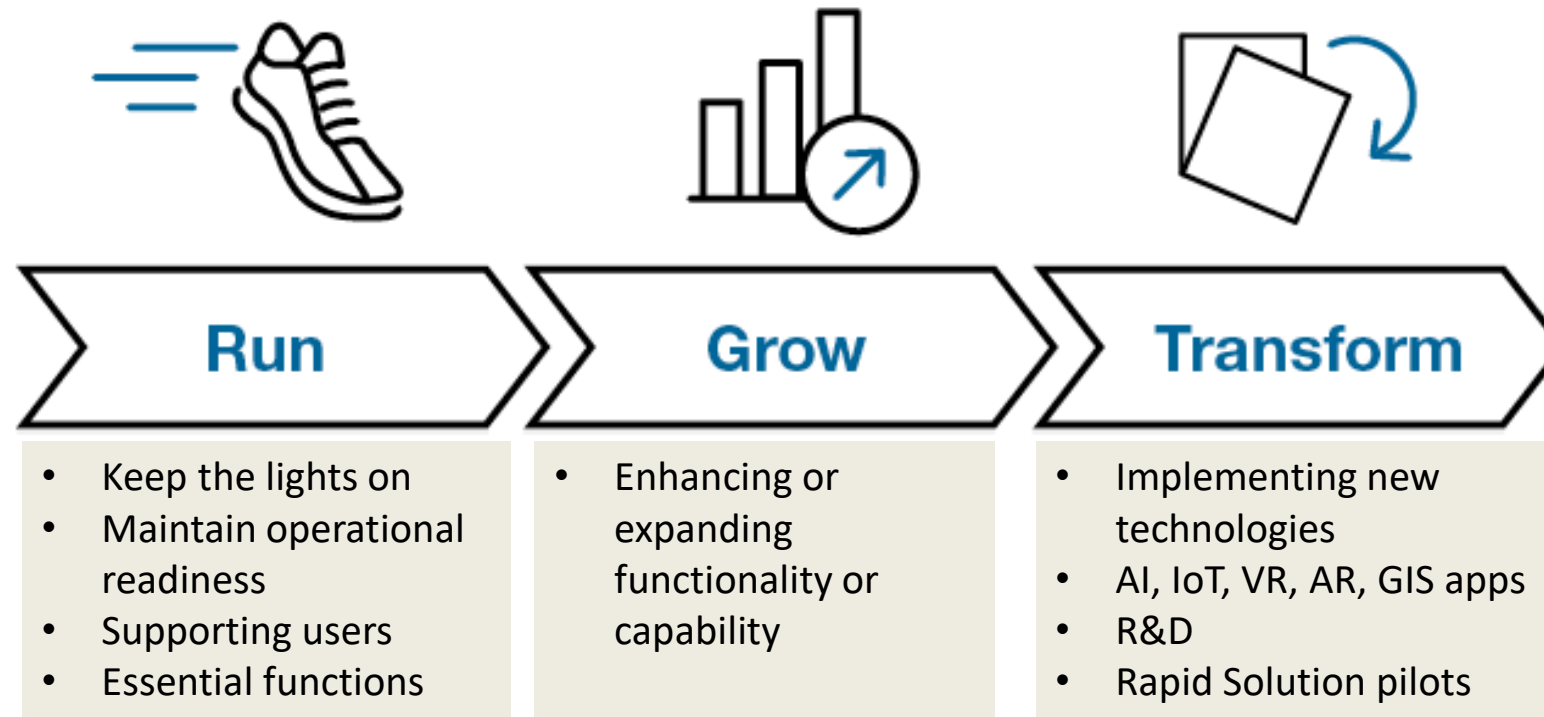 Run
Grow
Transform
• Keep the lights on
• Maintain operational
readiness
• Supporting users
• Essential functions
• Enhancing or
expanding
functionality or
capability
• Implementing new
technologies
• AI, IoT, VR, AR, GIS apps
• R&D
• Rapid Solution pilots